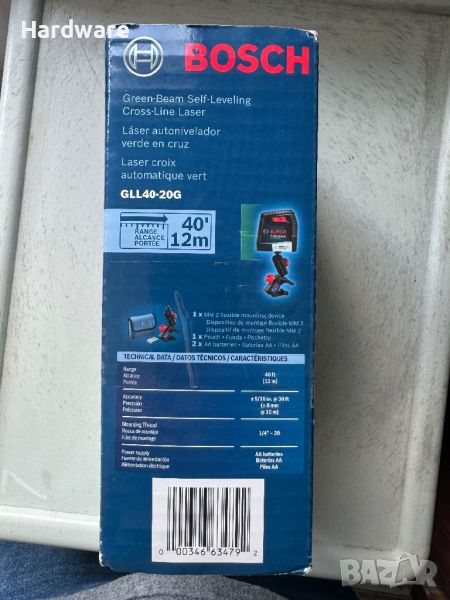 Hardware
BOSCH
BOSCH
Green-Beam Self-Leveling
Cross-Line Laser
Láser autonivelador
verde en cruz
Laser croix
automatique vert
GLL40-20G
RANGE
ALCANCE
PORTÉE
40'
12m
BOSCH
1 x MM 2 flexible mounting device
Dispositivo de montaje flexible MM 2
Dispositif de montage flexible MM 2
1 x Pouch • Funda • Pochette
2 x AA batteries • Baterías AA • Piles AA
TECHNICAL DATA / DATOS TÉCNICOS / CARACTÉRISTIQUES
Range
Alcance
Portée
40 ft
(12 m)
Accuracy
Precisión
Précision
± 5/16 in. @ 30 ft
(± 8 mm
@ 10 m)
Mounting Thread
Rosca de montaje
Filet de montage
1/4" - 20
Power supply
Fuente de alimentación
Alimentation électrique
AA batteries
Baterías AA
Piles AA
0 00346 63479 2
BAZAR